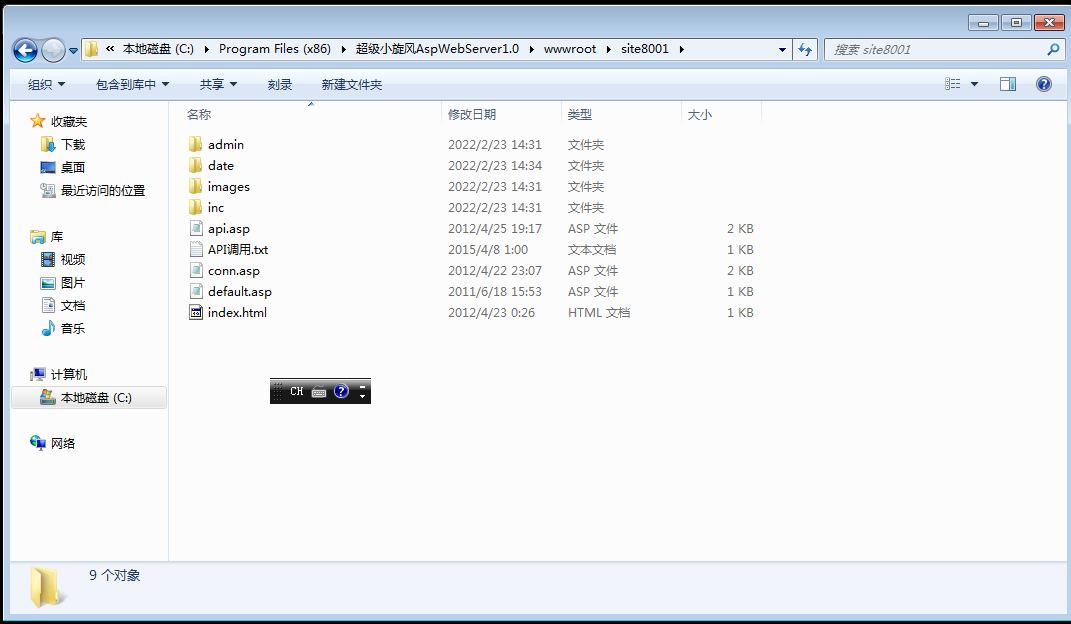 « 本地磁盘 (C:) Program Files (x86) 超级小旋风AspWebServer1.0 wwwroot site8001
搜索 site8001
组织 包含到库中 共享 刻录 新建文件夹
收藏夹
下载
桌面
最近访问的位置
库
视频
图片
文档
音乐
计算机
本地磁盘 (C:)
网络
名称 修改日期 类型 大小
admin 2022/2/23 14:31 文件夹
date 2022/2/23 14:34 文件夹
images 2022/2/23 14:31 文件夹
inc 2022/2/23 14:31 文件夹
api.asp 2012/4/25 19:17 ASP 文件 2 KB
API调用.txt 2015/4/8 1:00 文本文档 1 KB
conn.asp 2012/4/22 23:07 ASP 文件 2 KB
default.asp 2011/6/18 15:53 ASP 文件 1 KB
index.html 2012/4/23 0:26 HTML 文档 1 KB
CH
9 个对象